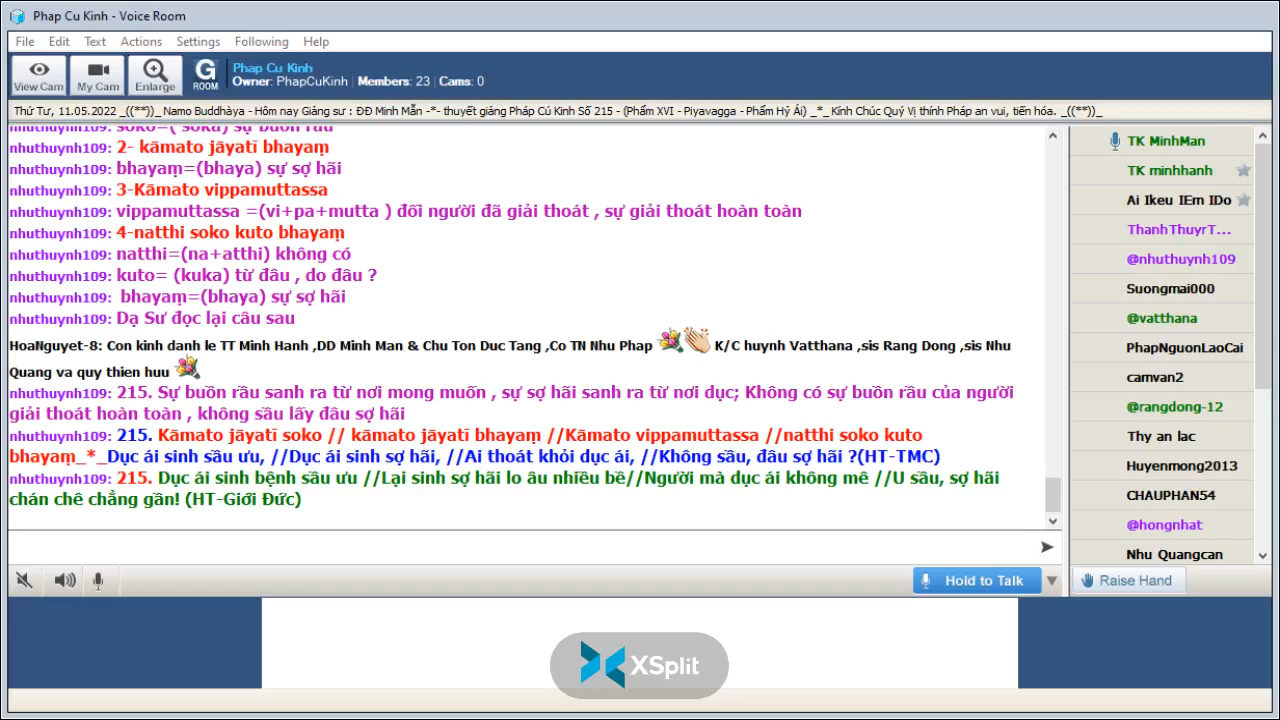 Phap Cu Kinh - Voice Room
File Edit Text Actions Settings Following Help
View Cam My Cam Enlarge G ROOM Phap Cu Kinh
Owner: PhapCuKinh | Members: 23 | Cams: 0
Thứ Tư, 11.05.2022 _((**))_ Namo Buddhàya - Hôm nay Giảng sư : ĐĐ Minh Mẫn -*- thuyết giảng Pháp Cú Kinh Số 215 - (Phẩm XVI - Piyavagga - Phẩm Hỷ Ái) _*_ Kính Chúc Quý Vị thính Pháp an vui, tiến hóa. _((**))_
nhuthuynh109: soko=( soka) sự buồn rầu
nhuthuynh109: 2- kāmato jāyatī bhayaṃ
nhuthuynh109: bhayaṃ=(bhaya) sự sợ hãi
nhuthuynh109: 3-Kāmato vippamuttassa
nhuthuynh109: vippamuttassa =(vi+pa+mutta ) đối người đã giải thoát , sự giải thoát hoàn toàn
nhuthuynh109: 4-natthi soko kuto bhayaṃ
nhuthuynh109: natthi=(na+atthi) không có
nhuthuynh109: kuto= (kuka) từ đâu , do đâu ?
nhuthuynh109: bhayaṃ=(bhaya) sự sợ hãi
nhuthuynh109: Dạ Sư đọc lại câu sau
HoaNguyet-8: Con kinh danh le TT Minh Hanh ,DD Minh Man & Chu Ton Duc Tang ,Co TN Nhu Phap K/C huynh Vatthana ,sis Rang Dong ,sis Nhu
Quang va quy thien huu
nhuthuynh109: 215. Sự buồn rầu sanh ra từ nơi mong muốn , sự sợ hãi sanh ra từ nơi dục; Không có sự buồn rầu của người
giải thoát hoàn toàn , không sầu lấy đâu sợ hãi
nhuthuynh109: 215. Kāmato jāyatī soko // kāmato jāyatī bhayaṃ //Kāmato vippamuttassa //natthi soko kuto
bhayaṃ_*_Dục ái sinh sầu ưu, //Dục ái sinh sợ hãi, //Ai thoát khỏi dục ái, //Không sầu, đâu sợ hãi ?(HT-TMC)
nhuthuynh109: 215. Dục ái sinh bệnh sầu ưu //Lại sinh sợ hãi lo âu nhiều bề//Người mà dục ái không mê //U sầu, sợ hãi
chán chê chẳng gần! (HT-Giới Đức)
TK MinhMan
TK minhhanh
Ai Ikeu IEm IDo
ThanhThuyrT...
@nhuthuynh109
Suongmai000
@vatthana
PhapNguonLaoCai
camvan2
@rangdong-12
Thy an lac
Huyenmong2013
CHAUPHAN54
@hongnhat
Nhu Quangcan
Hold to Talk
Raise Hand
XSplit